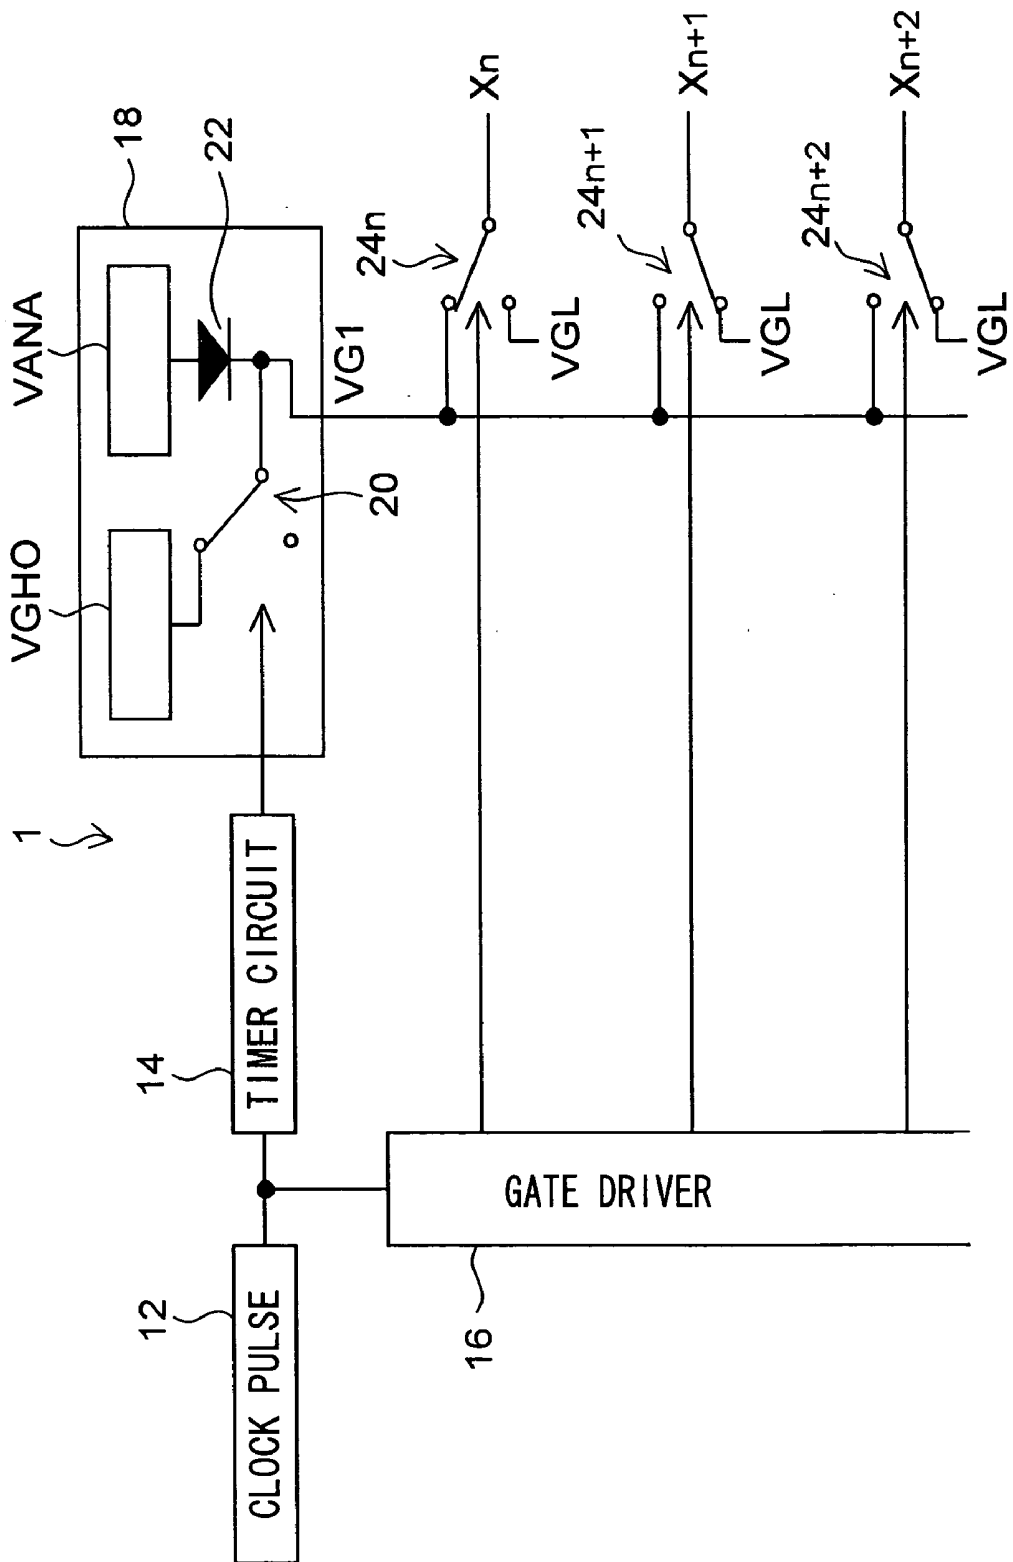 VGHO
VANA
18
22
20
VG1
1
14
TIMER CIRCUIT
12
CLOCK PULSE
GATE DRIVER
16
24n
VGL
Xn
24n+1
VGL
Xn+1
24n+2
VGL
Xn+2